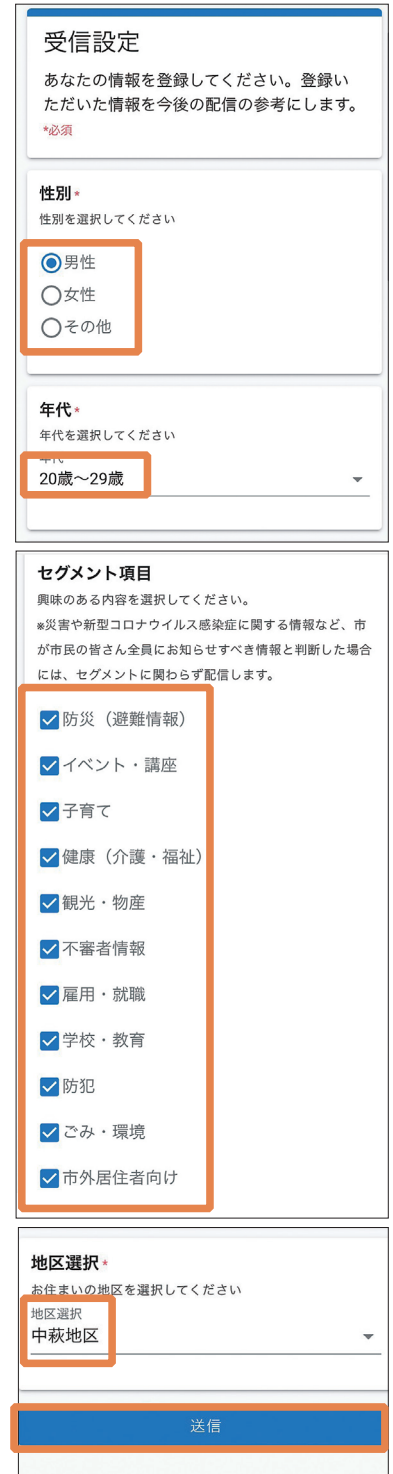 受信設定
あなたの情報を登録してください。登録い
ただいた情報を今後の配信の参考にします。
*必須
性別*
性別を選択してください
男性
女性
その他
年代*
年代を選択してください
年代
20歳～29歳
セグメント項目
興味のある内容を選択してください。
※災害や新型コロナウイルス感染症に関する情報など、市
が市民の皆さん全員にお知らせすべき情報と判断した場合
には、セグメントに関わらず配信します。
防災（避難情報）
イベント・講座
子育て
健康（介護・福祉）
観光・物産
不審者情報
雇用・就職
学校・教育
防犯
ごみ・環境
市外居住者向け
地区選択*
お住まいの地区を選択してください
地区選択
中萩地区
送信